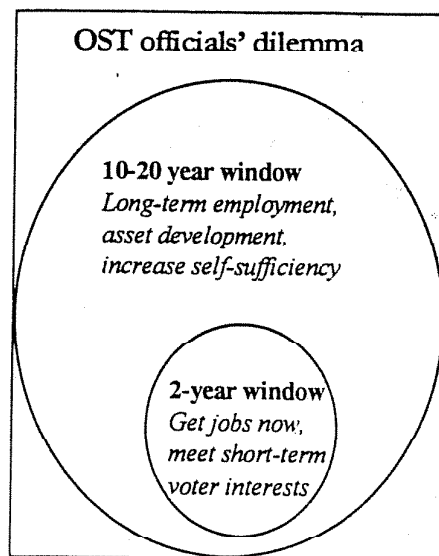 OST officials' dilemma
10-20 year window
Long-term employment,
asset development,
increase self-sufficiency
2-year window
Get jobs now,
meet short-term
voter interests